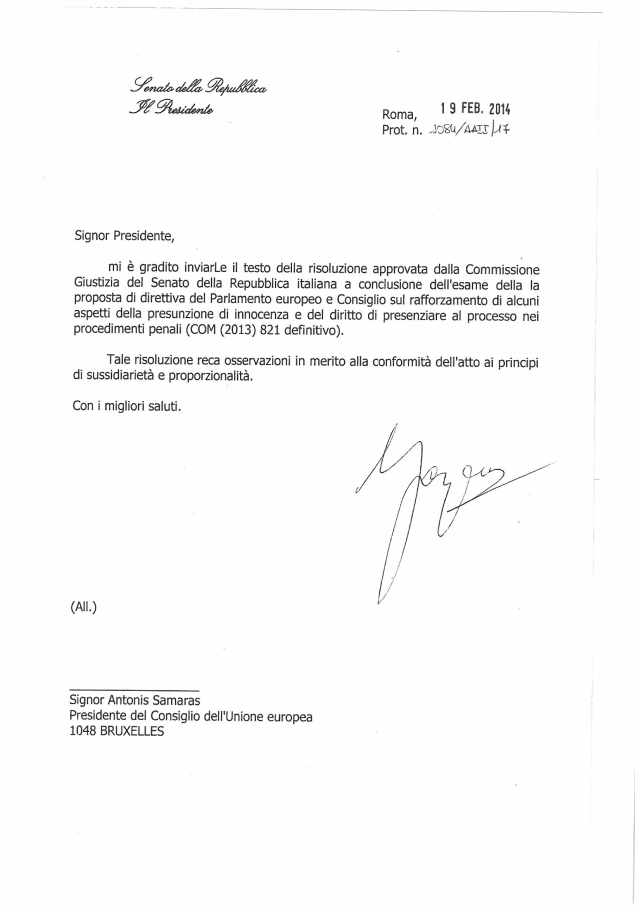 Senato della Repubblica
Il Presidente
Roma, 19 FEB. 2014
Prot. n. 1084/AAII/17
Signor Presidente,
mi è gradito inviarLe il testo della risoluzione approvata dalla Commissione
Giustizia del Senato della Repubblica italiana a conclusione dell'esame della la
proposta di direttiva del Parlamento europeo e Consiglio sul rafforzamento di alcuni
aspetti della presunzione di innocenza e del diritto di presenziare al processo nei
procedimenti penali (COM (2013) 821 definitivo).
Tale risoluzione reca osservazioni in merito alla conformità dell'atto ai principi
di sussidiarietà e proporzionalità.
Con i migliori saluti.
(All.)
Signor Antonis Samaras
Presidente del Consiglio dell'Unione europea
1048 BRUXELLES